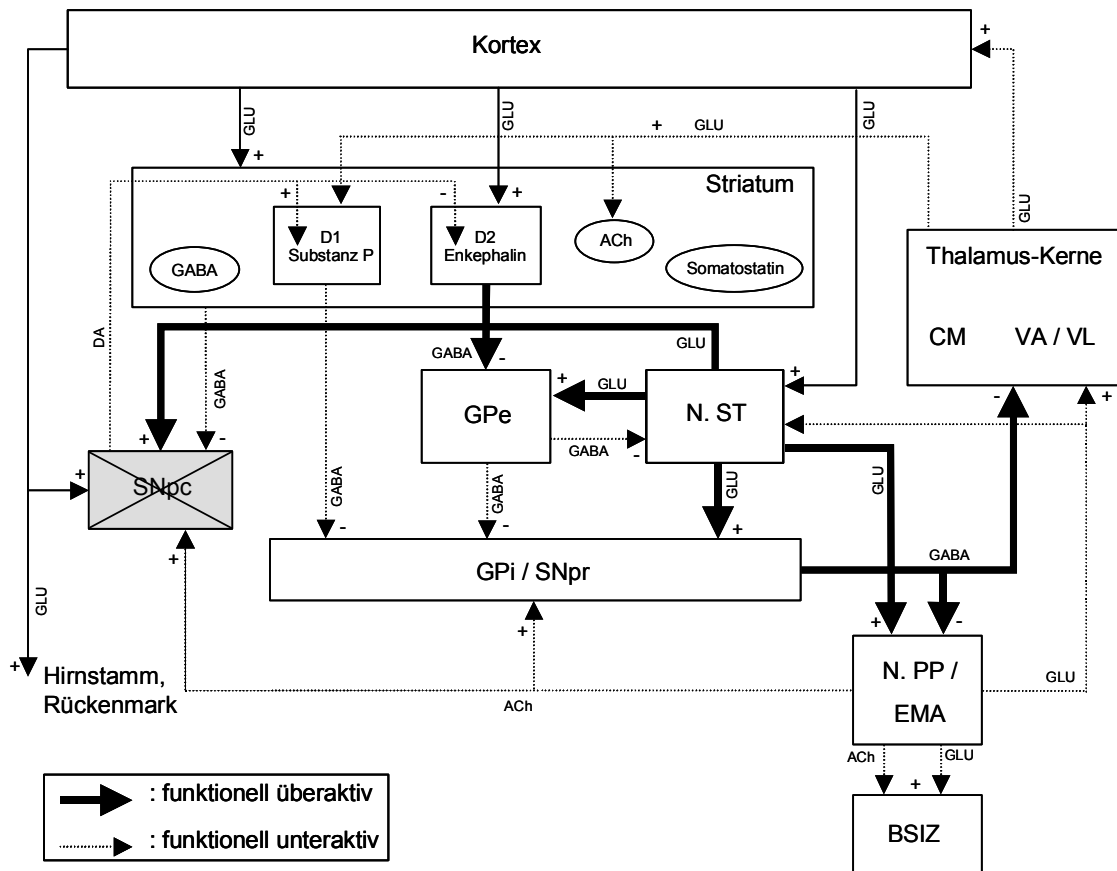 Kortex
+
GLU
GLU
GLU
+
GLU
GLU
+
Striatum
+
-
+
D1
Substanz P
D2
Enkephalin
ACh
GABA
Somatostatin
Thalamus-Kerne
CM
VA / VL
DA
GABA
GABA
-
GLU
+
GLU
+
-
+
GPe
N. ST
+
-
GABA
-
+
SNpc
GABA
GABA
GLU
GLU
-
-
+
GABA
GPi / SNpr
+
+
+
-
GLU
+
Hirnstamm,
Rückenmark
ACh
N. PP /
EMA
GLU
ACh
GLU
+
BSIZ
: funktionell überaktiv
: funktionell unteraktiv